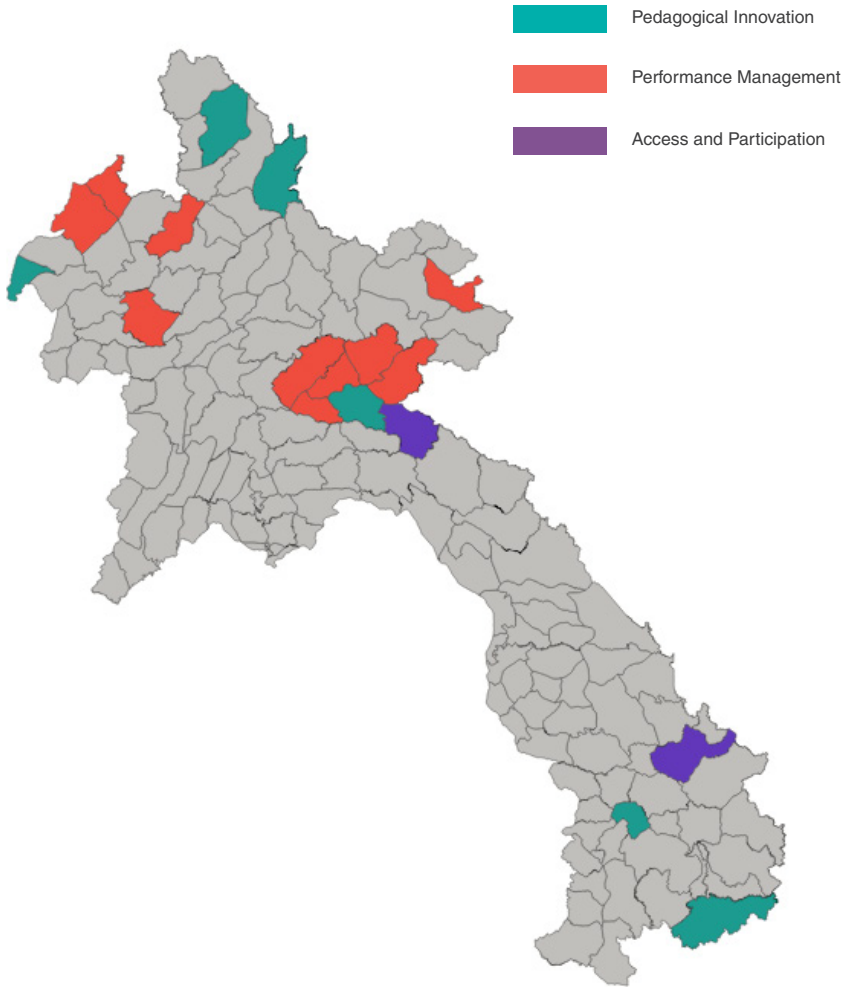 Pedagogical Innovation
Performance Management
Access and Participation